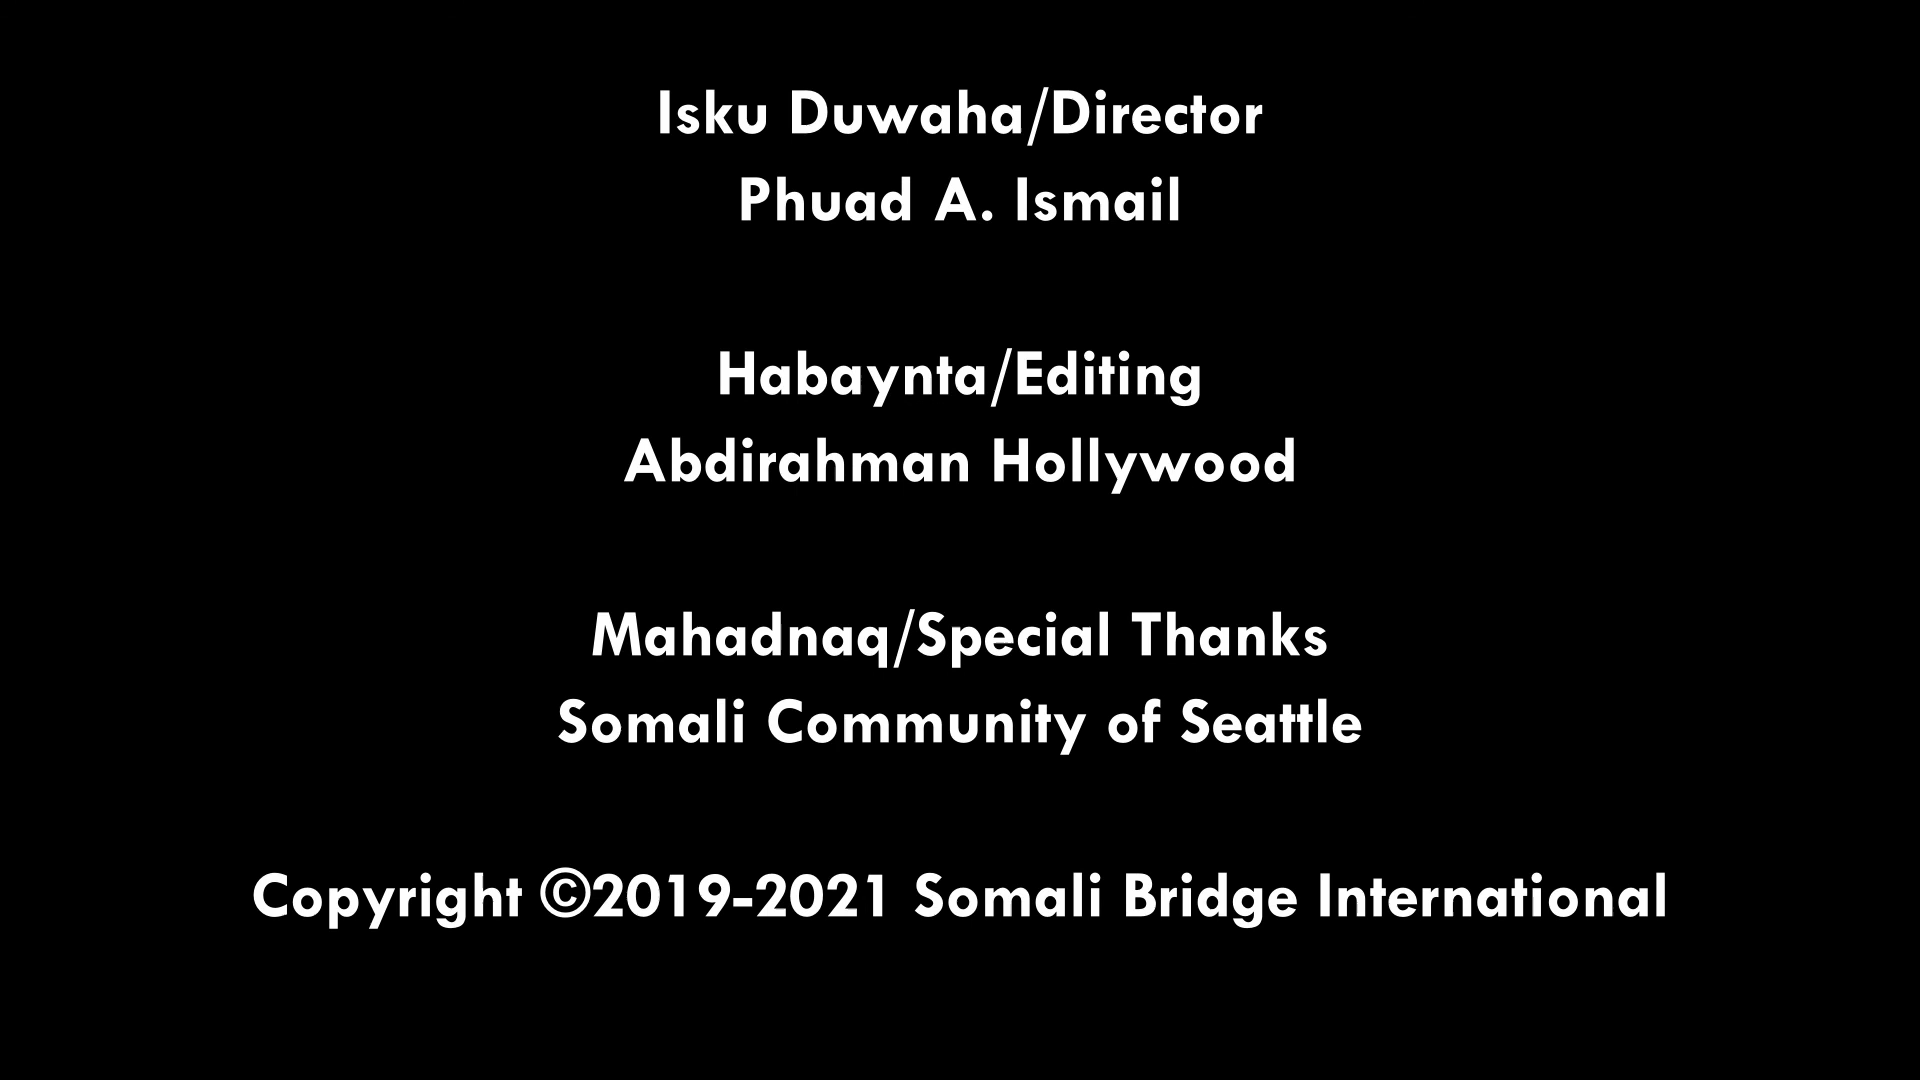 Isku Duwaha/Director
Phuad A. Ismail
Habaynta/Editing
Abdirahman Hollywood
Mahadnaq/Special Thanks
Somali Community of Seattle
Copyright ©2019-2021 Somali Bridge International